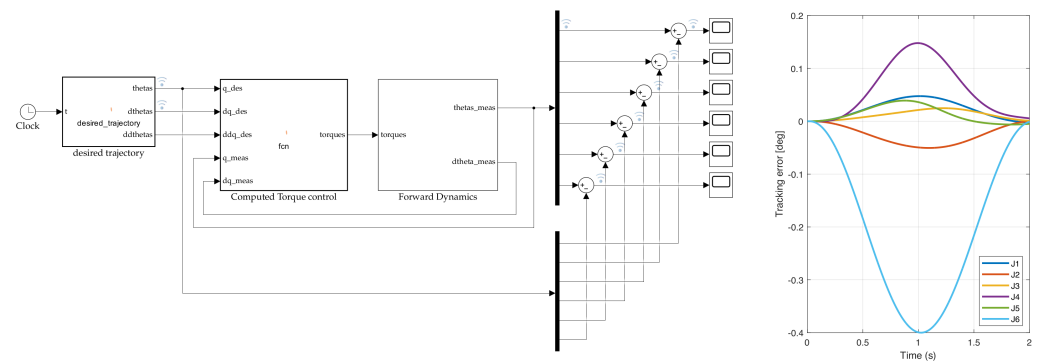 Clock
t
desired_trajectory
thetas
dthetas
ddthetas
desired trajectory
q_des
dq_des
ddq_des
q_meas
dq_meas
fcn
torques
Computed Torque control
torques
thetas_meas
dtheta_meas
Forward Dynamics
+
−
+
−
+
−
+
−
+
−
+
−
Tracking error [deg]
0.2
0.1
0
-0.1
-0.2
-0.3
-0.4
0
0.5
1
1.5
2
Time (s)
J1
J2
J3
J4
J5
J6